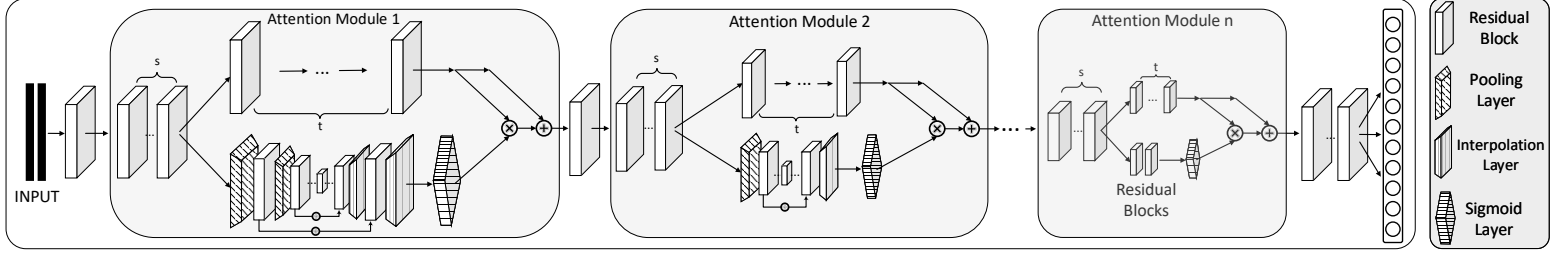 Attention Module 1
Attention Module 2
Attention Module n
s
...
t
...
s
...
t
...
...
s
...
t
...
...
INPUT
Residual
Blocks
Residual
Block
Pooling
Layer
Interpolation
Layer
Sigmoid
Layer